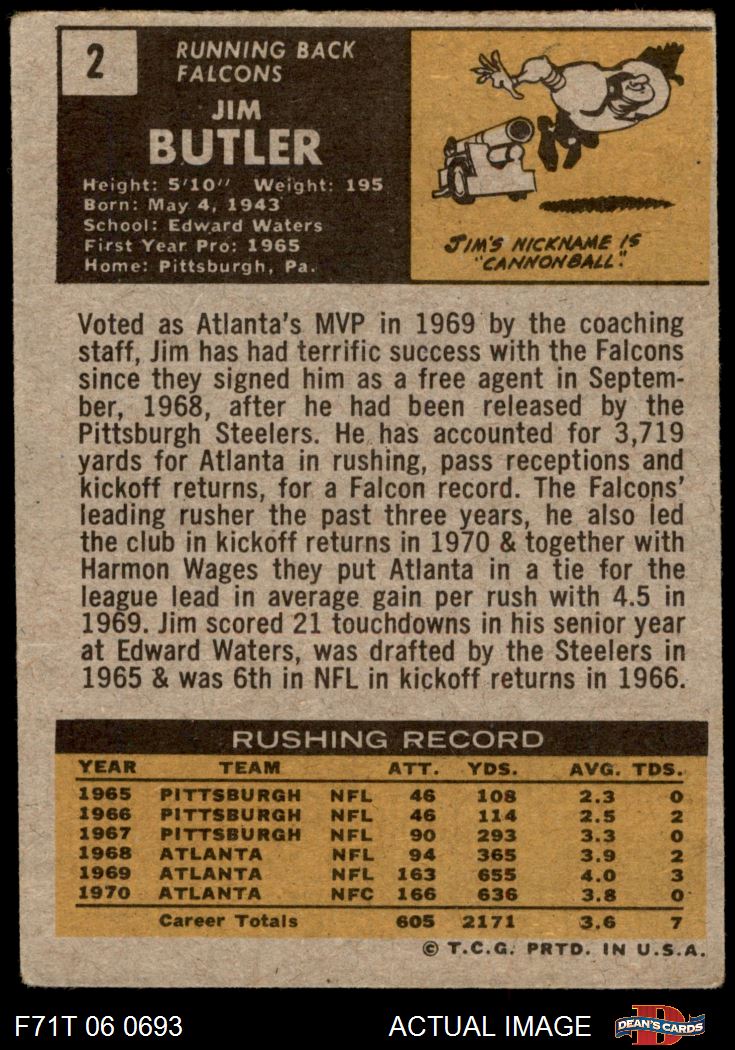 2
RUNNING BACK
FALCONS
JIM
BUTLER
Height: 5'10" Weight: 195
Born: May 4, 1943
School: Edward Waters
First Year Pro: 1965
Home: Pittsburgh, Pa.
JIM'S NICKNAME IS
"CANNONBALL".
Voted as Atlanta's MVP in 1969 by the coaching
staff, Jim has had terrific success with the Falcons
since they signed him as a free agent in Septem-
ber, 1968, after he had been released by the
Pittsburgh Steelers. He has accounted for 3,719
yards for Atlanta in rushing, pass receptions and
kickoff returns, for a Falcon record. The Falcons'
leading rusher the past three years, he also led
the club in kickoff returns in 1970 & together with
Harmon Wages they put Atlanta in a tie for the
league lead in average gain per rush with 4.5 in
1969. Jim scored 21 touchdowns in his senior year
at Edward Waters, was drafted by the Steelers in
1965 & was 6th in NFL in kickoff returns in 1966.
RUSHING RECORD
YEAR TEAM ATT. YDS. AVG. TDS.
1965 PITTSBURGH NFL 46 108 2.3 0
1966 PITTSBURGH NFL 46 114 2.5 2
1967 PITTSBURGH NFL 90 293 3.3 0
1968 ATLANTA NFL 94 365 3.9 2
1969 ATLANTA NFL 163 655 4.0 3
1970 ATLANTA NFC 166 636 3.8 0
Career Totals 605 2171 3.6 7
© T.C.G. PRTD. IN U.S.A.
F71T 06 0693 ACTUAL IMAGE D DEAN'S CARDS